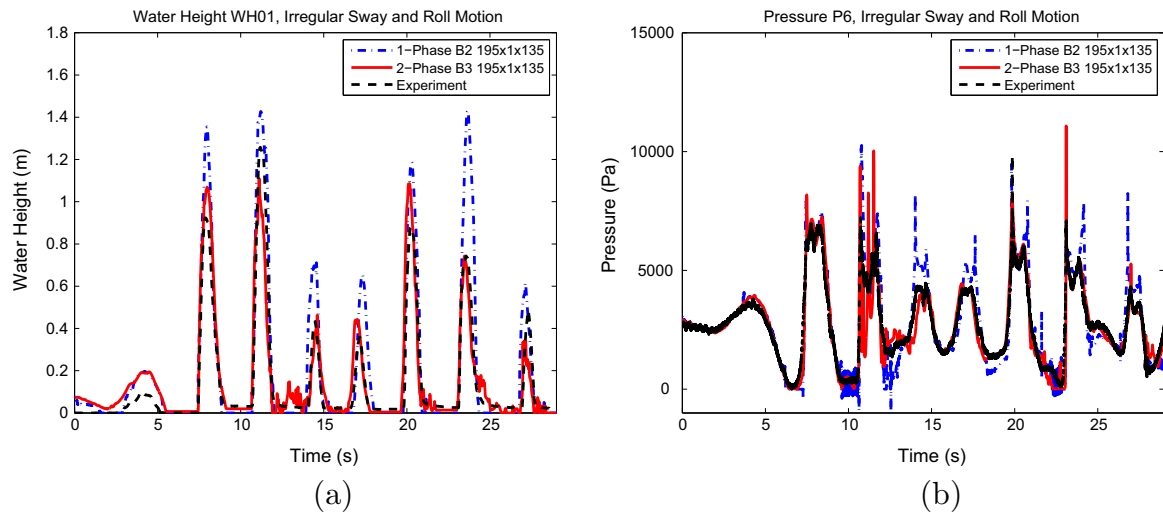 Water Height WH01, Irregular Sway and Roll Motion
1.8
1.6
1.4
1.2
1
0.8
0.6
0.4
0.2
0
Water Height (m)
1−Phase B2 195x1x135
2−Phase B3 195x1x135
Experiment
0 5 10 15 20 25
Time (s)
(a)
Pressure P6, Irregular Sway and Roll Motion
15000
10000
5000
0
Pressure (Pa)
1−Phase B2 195x1x135
2−Phase B3 195x1x135
Experiment
0 5 10 15 20 25
Time (s)
(b)